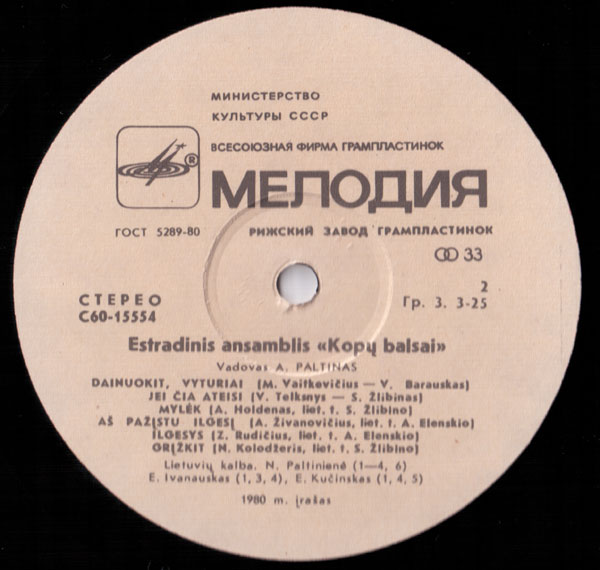 МИНИСТЕРСТВО
КУЛЬТУРЫ СССР
ВСЕСОЮЗНАЯ ФИРМА ГРАМПЛАСТИНОК
®
МЕЛОДИЯ
ГОСТ 5289-80 РИЖСКИЙ ЗАВОД ГРАМПЛАСТИНОК
33
СТЕРЕО 2
С60-15554 Гр. 3. 3-25
Estradinis ansamblis «Kopų balsai»
Vadovas A. PALTINAS
DAINUOKIT, VYTURIAI (M. Vaitkevičius — V. Barauskas)
JEI ČIA ATEISI (V. Telksnys — S. Žlibinas)
MYLĖK (A. Holdenas, liet. t. S. Žlibino)
AŠ PAŽĮSTU ILGESĮ (A. Živanovičius, liet. t. A. Elenskio)
ILGESYS (Z. Rudičius, liet. t. A. Elenskio)
GRĮŽKIT (N. Kolodžeris, liet. t. S. Žlibino)
Lietuvių kalba. N. Paltinienė (1—4, 6)
E. Ivanauskas (1, 3, 4), E. Kučinskas (1, 4, 5)
1980 m. įrašas